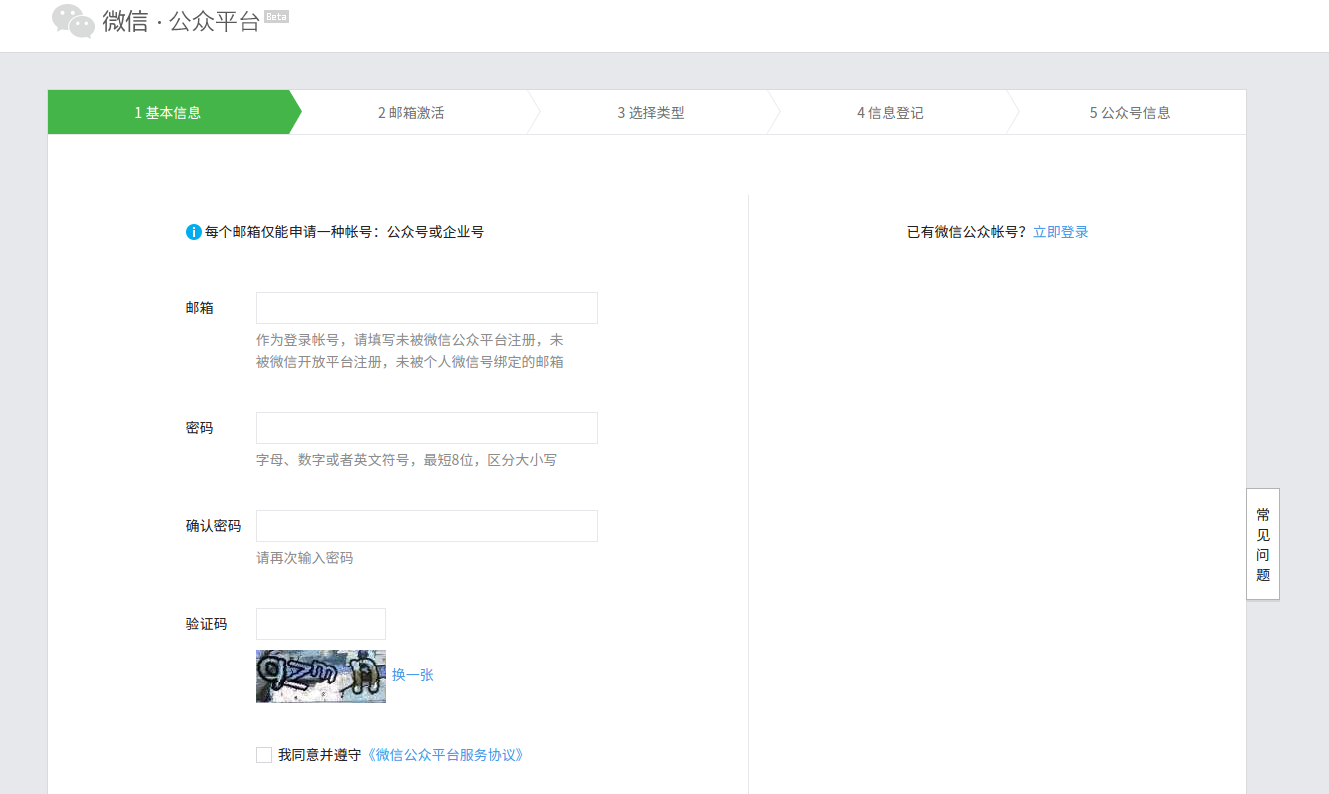 微信 · 公众平台 Beta
1 基本信息
2 邮箱激活
3 选择类型
4 信息登记
5 公众号信息
每个邮箱仅能申请一种帐号：公众号或企业号
已有微信公众帐号？立即登录
邮箱
作为登录帐号，请填写未被微信公众平台注册，未
被微信开放平台注册，未被个人微信号绑定的邮箱
密码
字母、数字或者英文符号，最短8位，区分大小写
确认密码
请再次输入密码
验证码
换一张
我同意并遵守《微信公众平台服务协议》
常
见
问
题